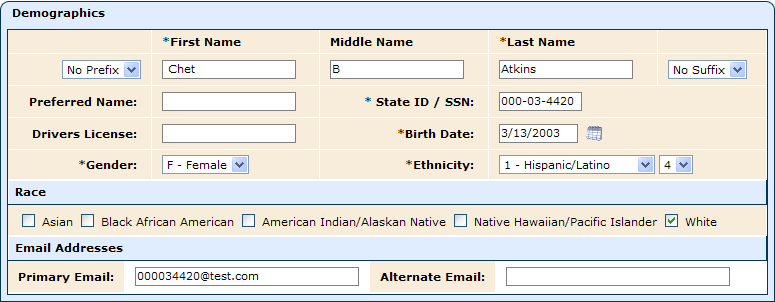 Demographics
*First Name Middle Name *Last Name
No Prefix Chet B Atkins No Suffix
Preferred Name: * State ID / SSN: 000-03-4420
Drivers License: *Birth Date: 3/13/2003
*Gender: F - Female *Ethnicity: 1 - Hispanic/Latino 4
Race
Asian Black African American American Indian/Alaskan Native Native Hawaiian/Pacific Islander White
Email Addresses
Primary Email: 000034420@test.com Alternate Email: